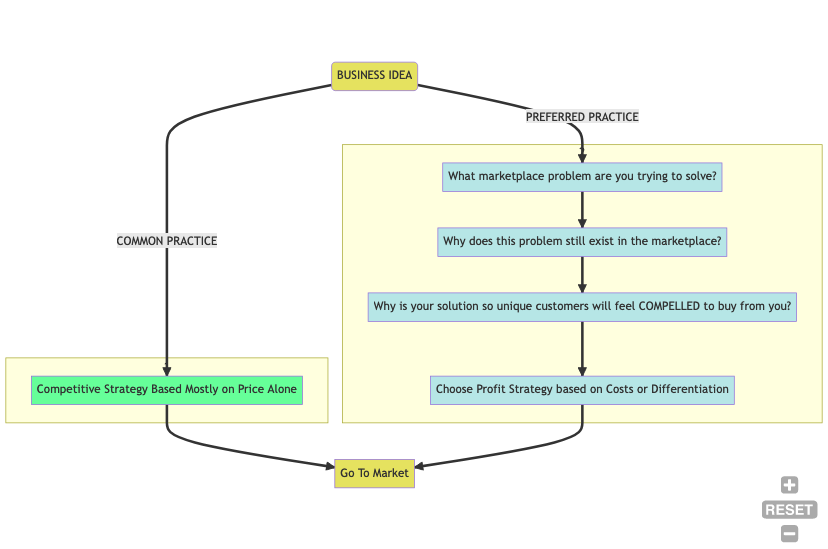 BUSINESS IDEA
PREFERRED PRACTICE
What marketplace problem are you trying to solve?
Why does this problem still exist in the marketplace?
COMMON PRACTICE
Why is your solution so unique customers will feel COMPELLED to buy from you?
Competitive Strategy Based Mostly on Price Alone
Choose Profit Strategy based on Costs or Differentiation
Go To Market
RESET